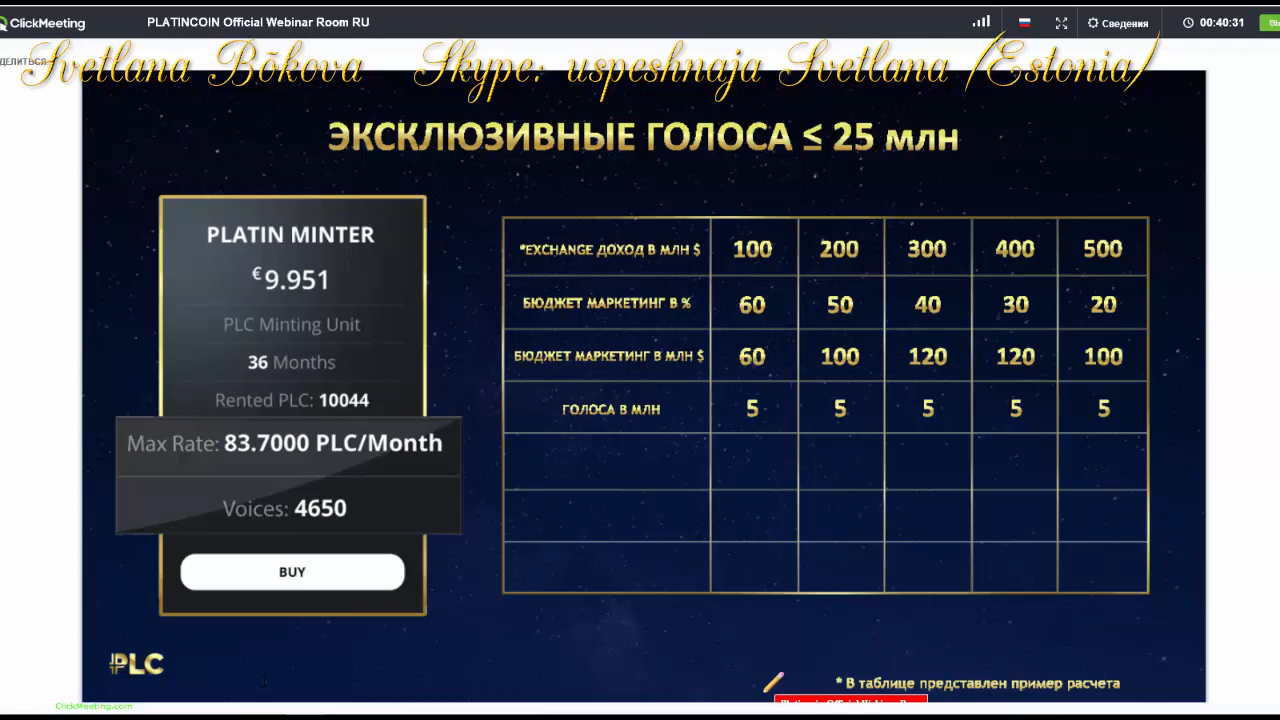 ClickMeeting
PLATINCOIN Official Webinar Room RU
Сведения
00:40:31
ДЕЛИТЬСЯ
Svetlana Bõkova Skype: uspeshnaja Svetlana (Estonia)
ЭКСКЛЮЗИВНЫЕ ГОЛОСА ≤ 25 млн
PLATIN MINTER
€9.951
PLC Minting Unit
36 Months
Rented PLC: 10044
Max Rate: 83.7000 PLC/Month
Voices: 4650
BUY
*EXCHANGE ДОХОД В МЛН $ 100 200 300 400 500
БЮДЖЕТ МАРКЕТИНГ В % 60 50 40 30 20
БЮДЖЕТ МАРКЕТИНГ В МЛН $ 60 100 120 120 100
ГОЛОСА В МЛН 5 5 5 5 5
PLC
* В таблице представлен пример расчета
ClickMeeting.com